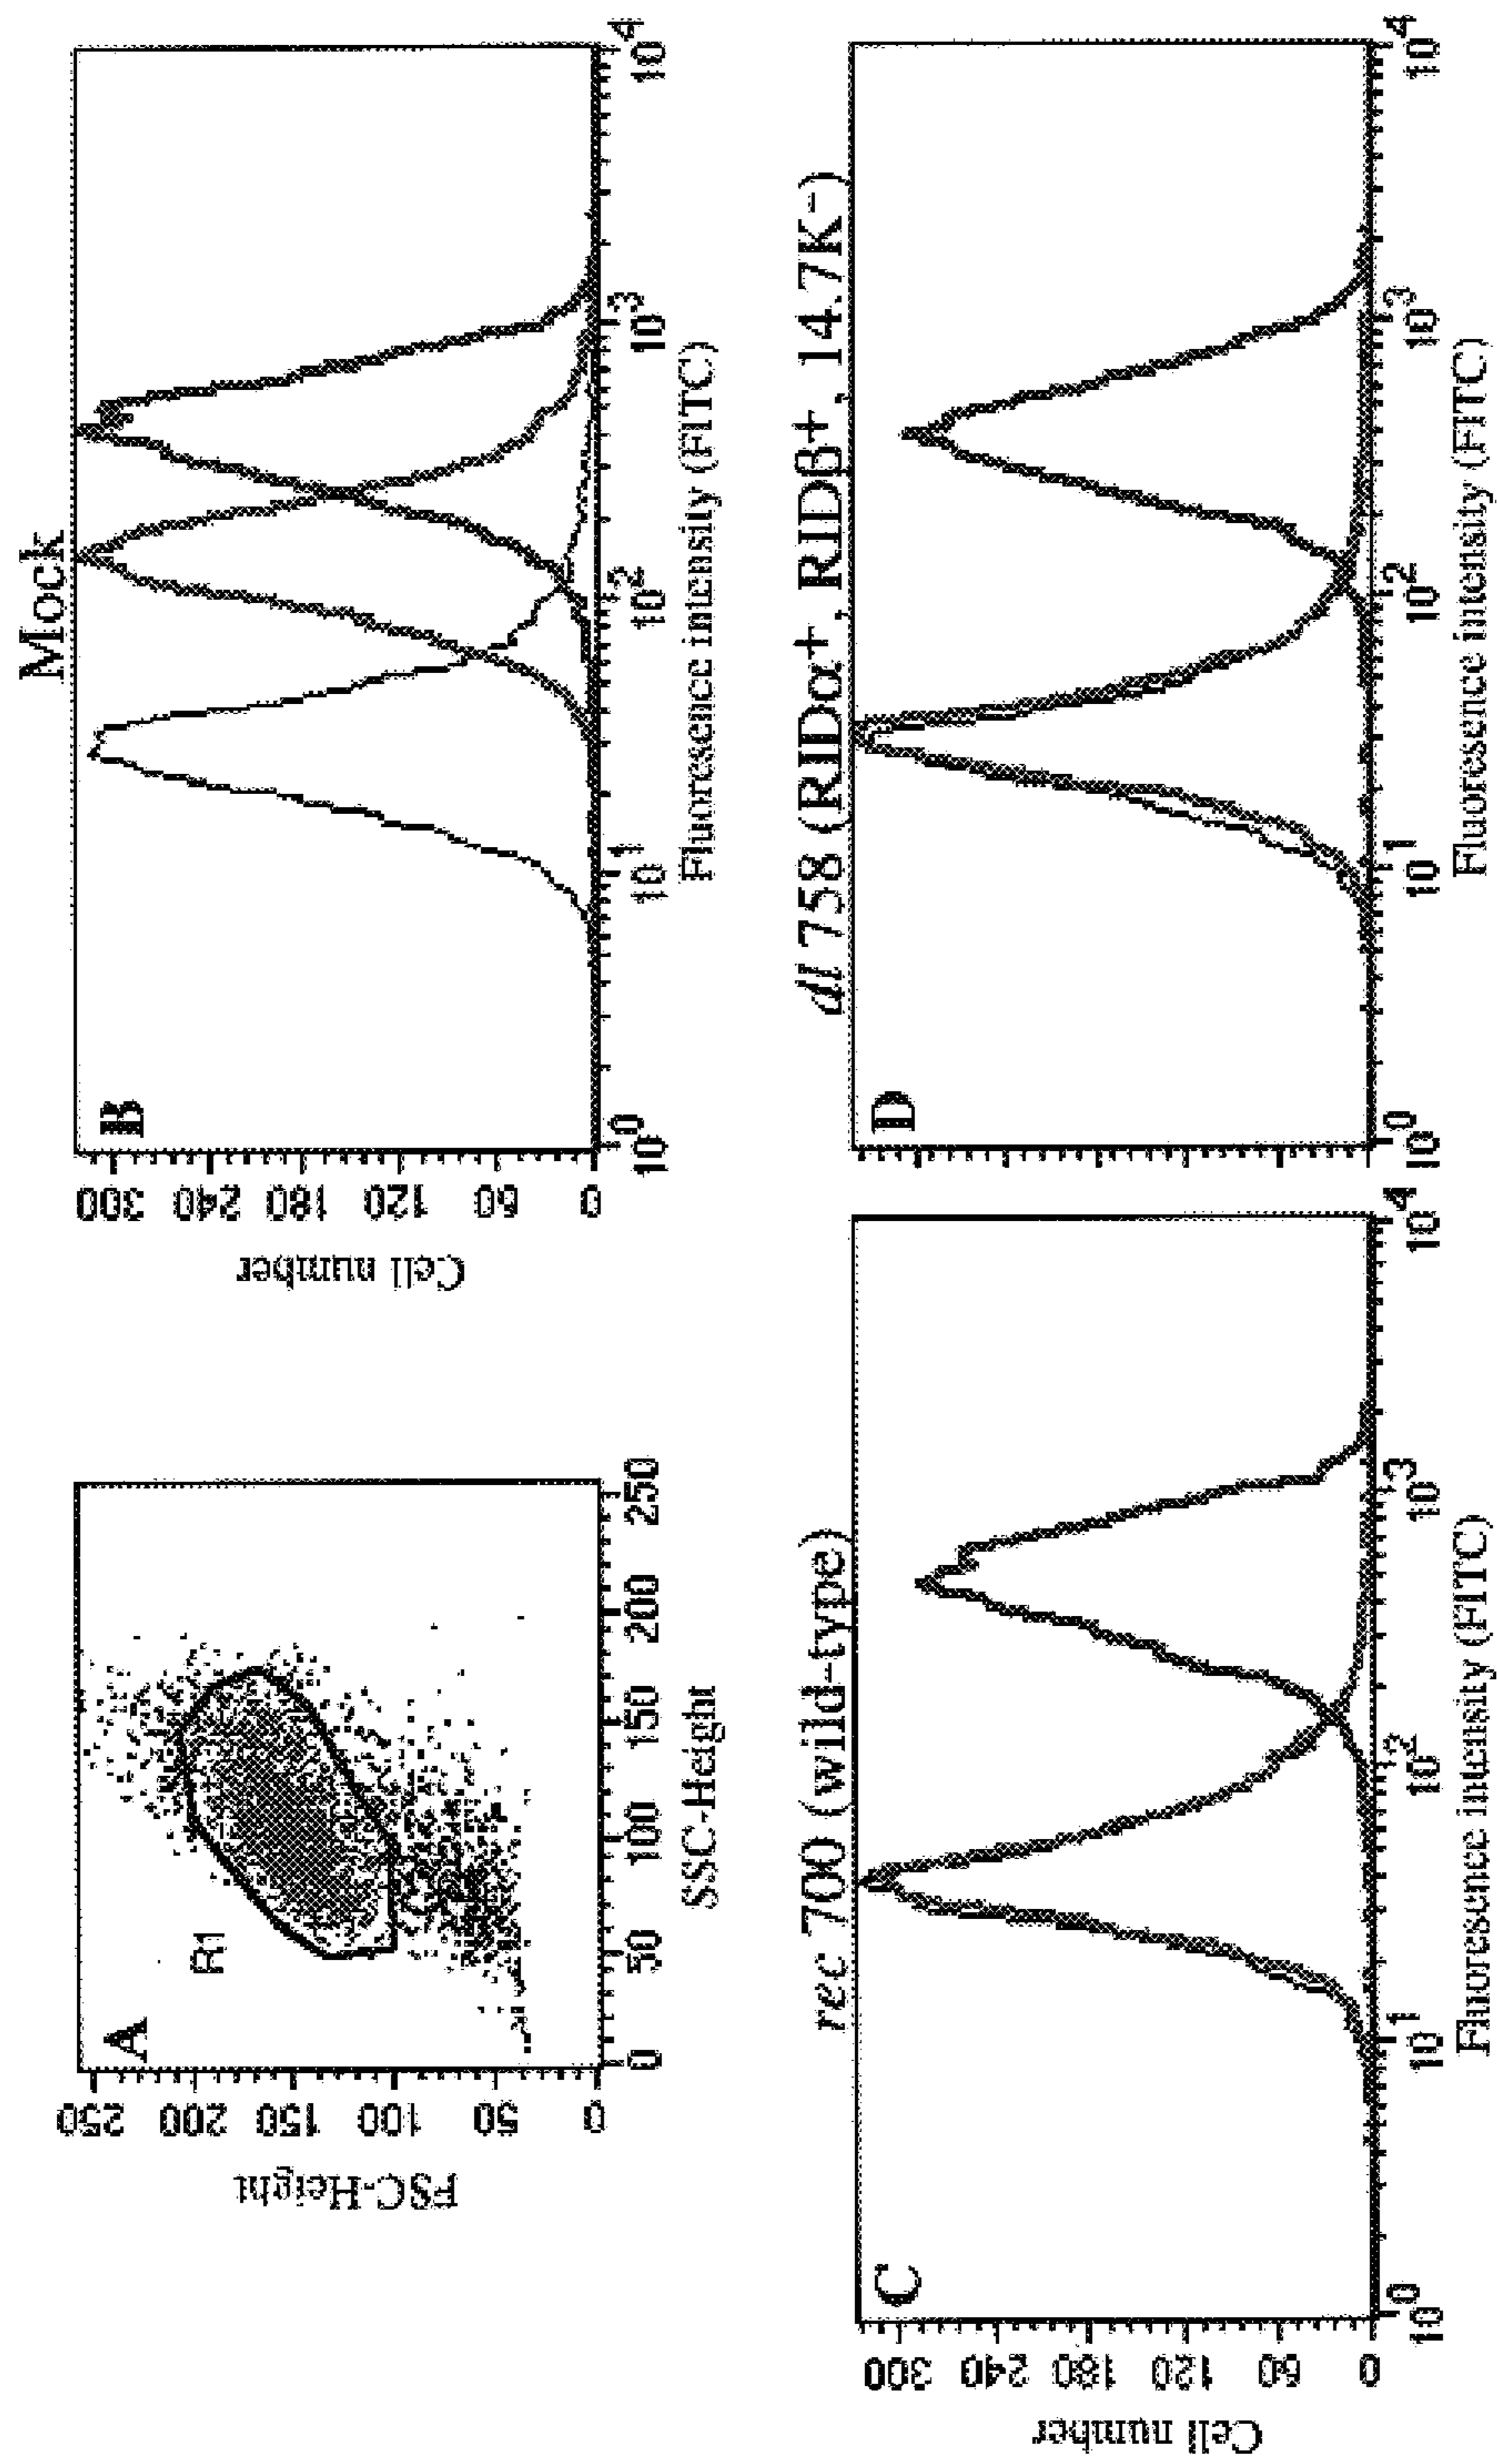 A
R1
FSC-Height
250
200
150
100
50
0
0
50
100
150
200
250
SSC-Height
Mock
B
Cell number
300
240
180
120
60
0
10⁰
10¹
10²
10³
10⁴
Fluoresence intensity (FITC)
rec 700 (wild-type)
C
Cell number
300
240
180
120
60
0
10⁰
10¹
10²
10³
10⁴
Fluoresence intensity (FITC)
dl 758 (RIDα⁺, RIDβ⁺, 14.7K⁻)
D
10⁰
10¹
10²
10³
10⁴
Fluoresence intensity (FITC)